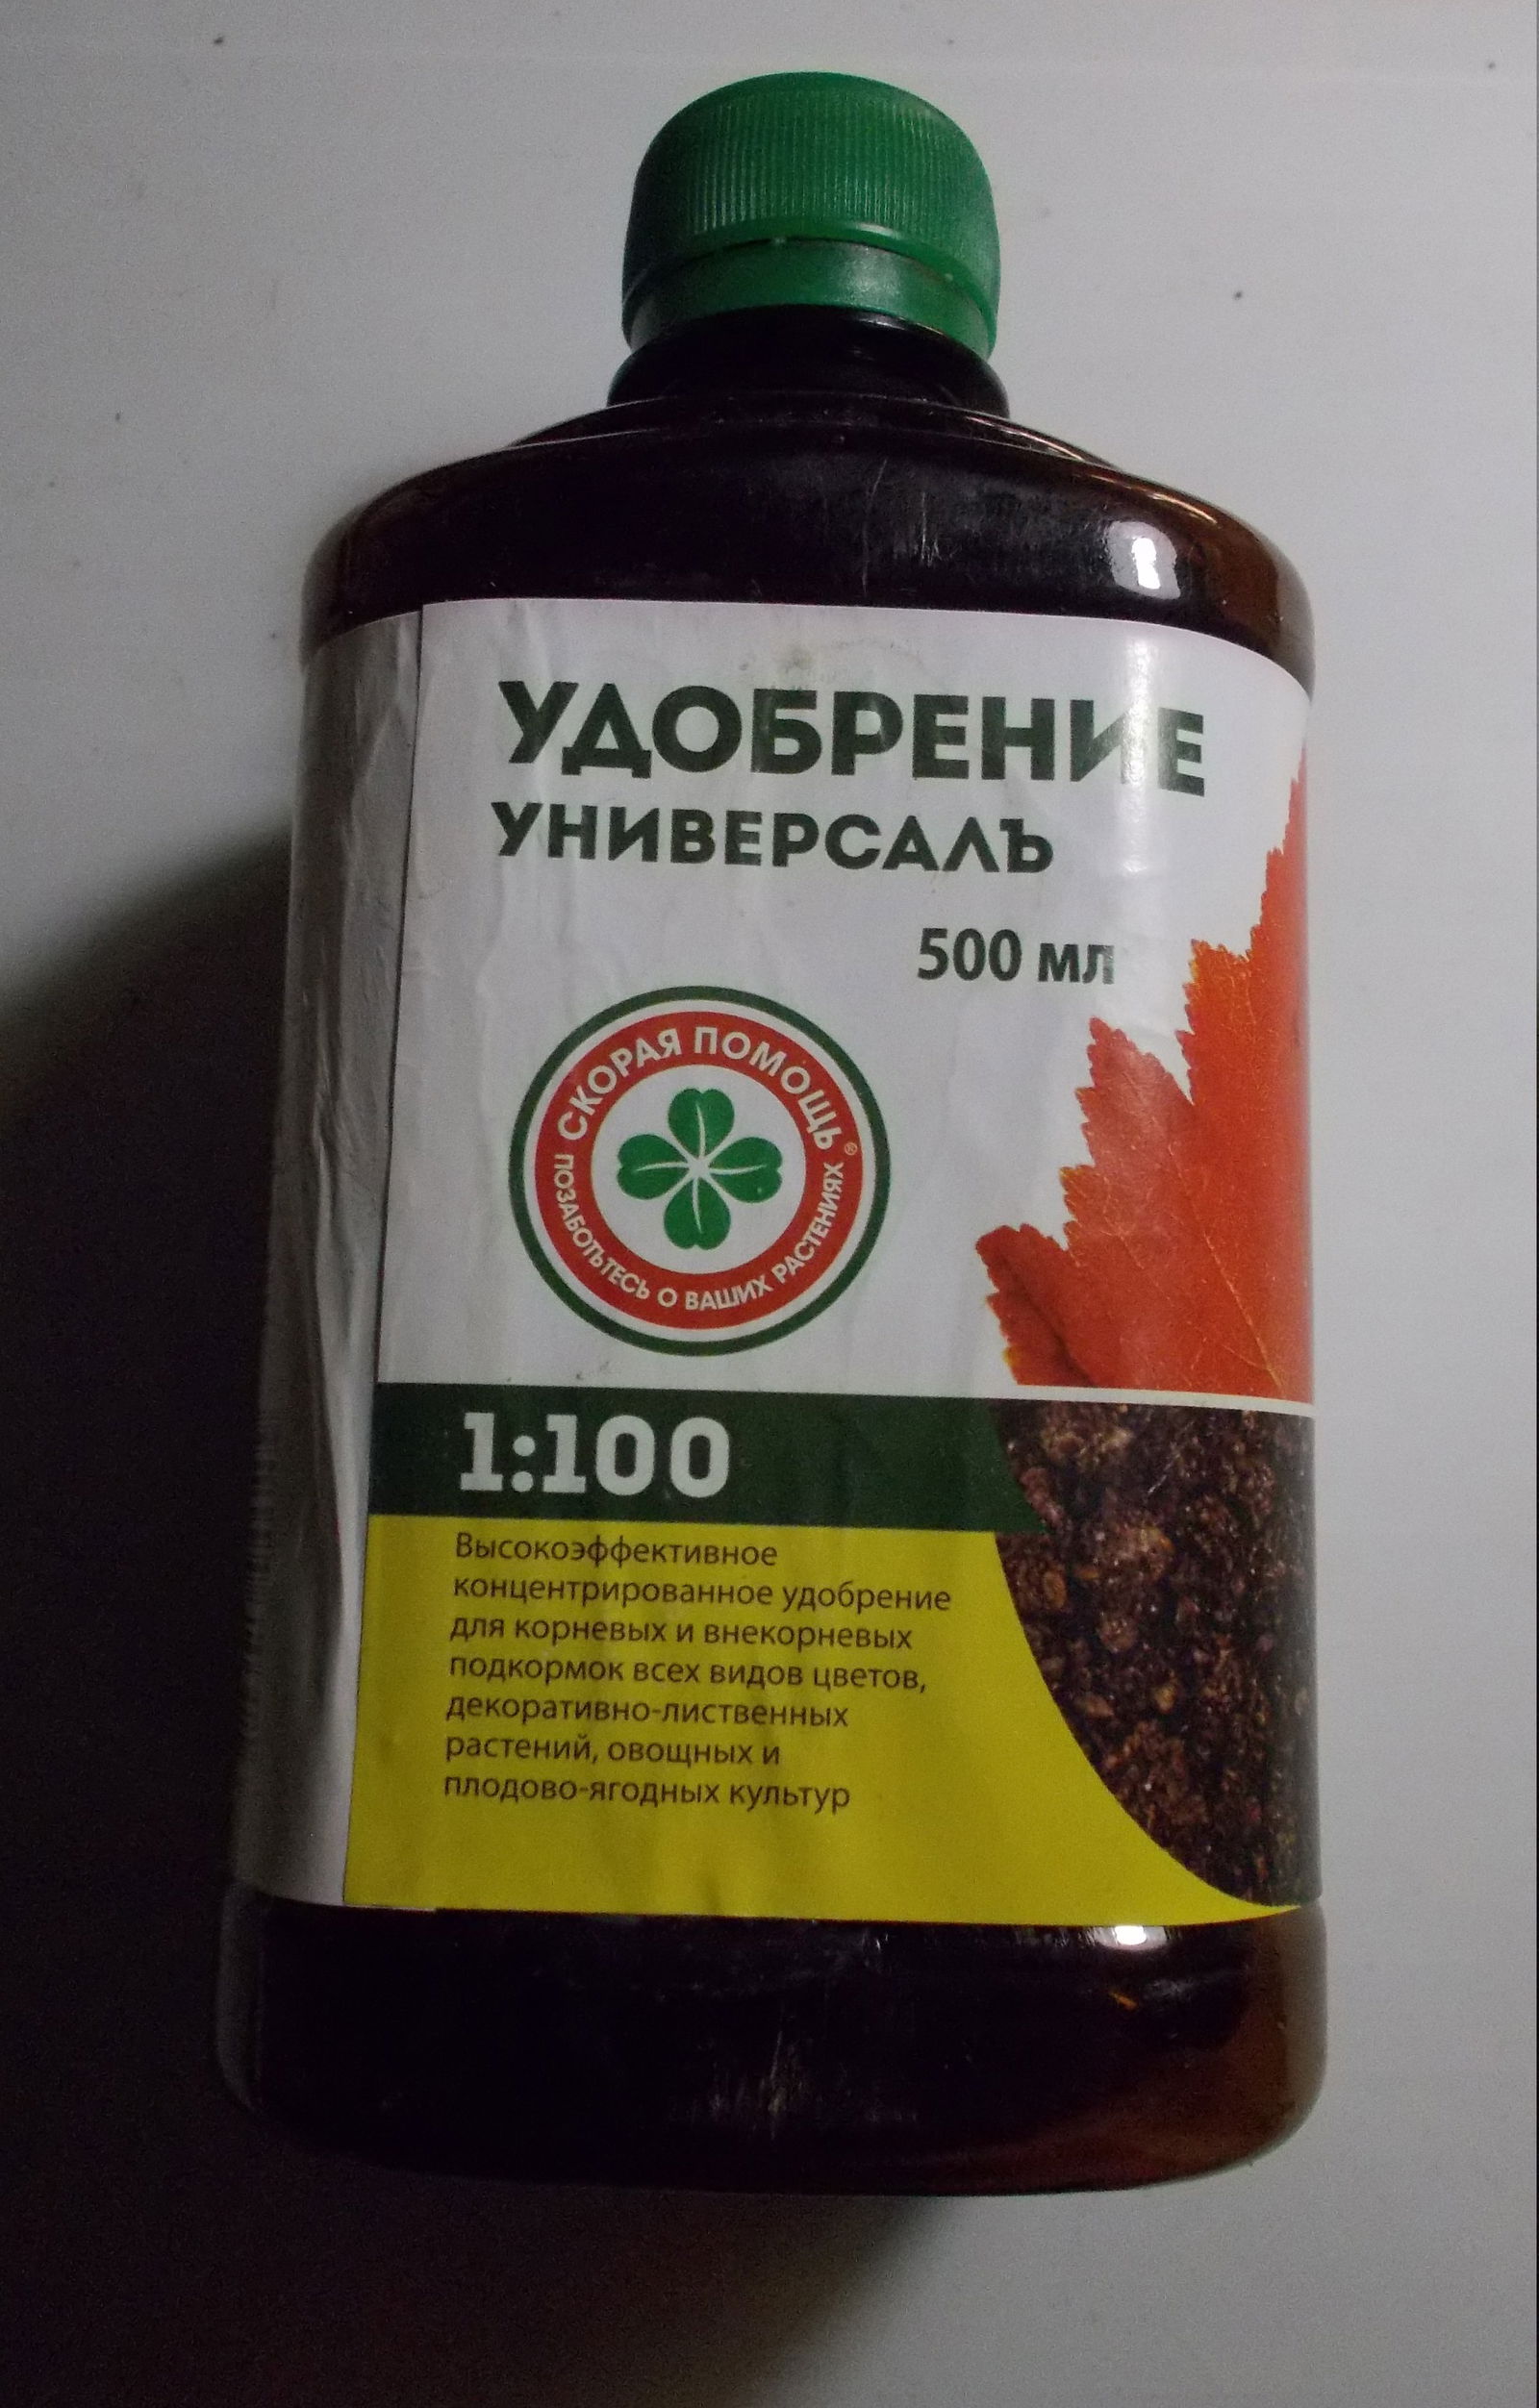 УДОБРЕНИЕ
УНИВЕРСАЛЪ
500 мл
СКОРАЯ ПОМОЩЬ®
ПОЗАБОТЬТЕСЬ О ВАШИХ РАСТЕНИЯХ
1:100
Высокоэффективное
концентрированное удобрение
для корневых и внекорневых
подкормок всех видов цветов,
декоративно-лиственных
растений, овощных и
плодово-ягодных культур